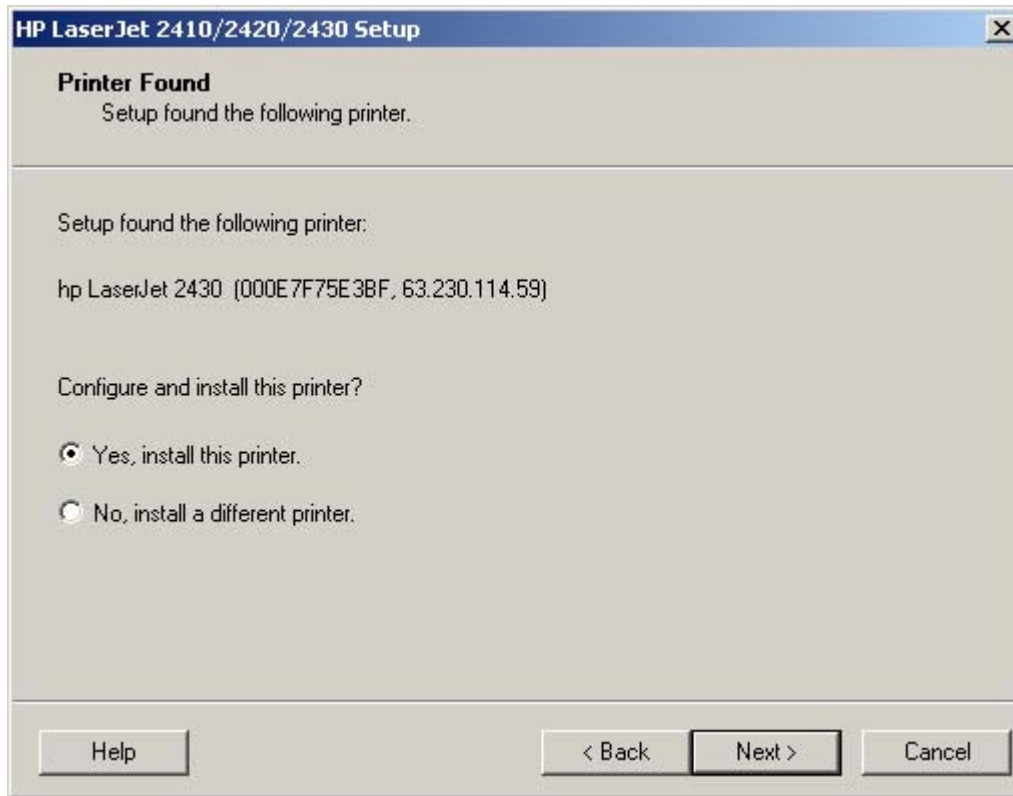 HP LaserJet 2410/2420/2430 Setup
Printer Found
Setup found the following printer.
Setup found the following printer:
hp LaserJet 2430 (000E7F75E3BF, 63.230.114.59)
Configure and install this printer?
Yes, install this printer.
No, install a different printer.
Help
< Back
Next >
Cancel